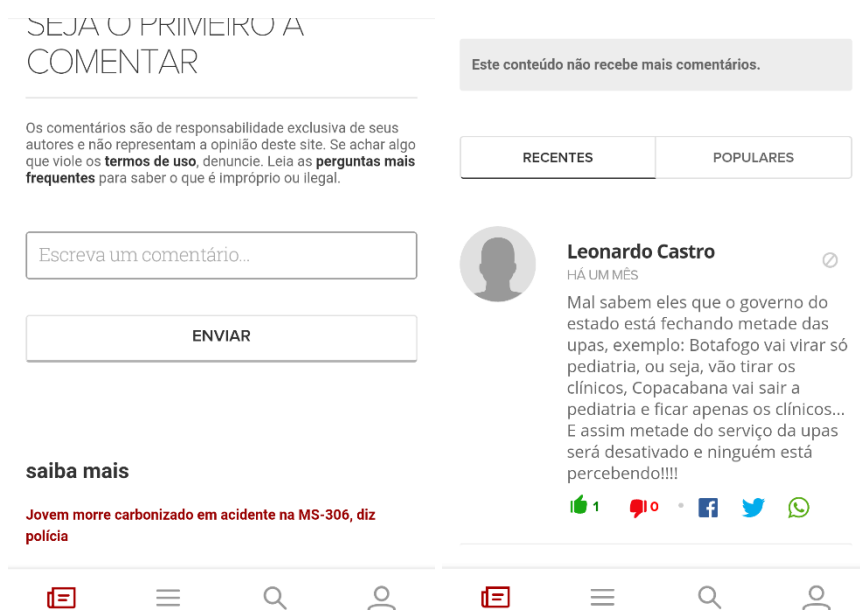 SEJA O PRIMEIRO A
COMENTAR
Os comentários são de responsabilidade exclusiva de seus
autores e não representam a opinião deste site. Se achar algo
que viole os termos de uso, denuncie. Leia as perguntas mais
frequentes para saber o que é impróprio ou ilegal.
Escreva um comentário...
ENVIAR
saiba mais
Jovem morre carbonizado em acidente na MS-306, diz
polícia
Este conteúdo não recebe mais comentários.
RECENTES
POPULARES
Leonardo Castro
HÁ UM MÊS
Mal sabem eles que o governo do
estado está fechando metade das
upas, exemplo: Botafogo vai virar só
pediatria, ou seja, vão tirar os
clínicos, Copacabana vai sair a
pediatria e ficar apenas os clínicos...
E assim metade do serviço da upas
será desativado e ninguém está
percebendo!!!!
1
0